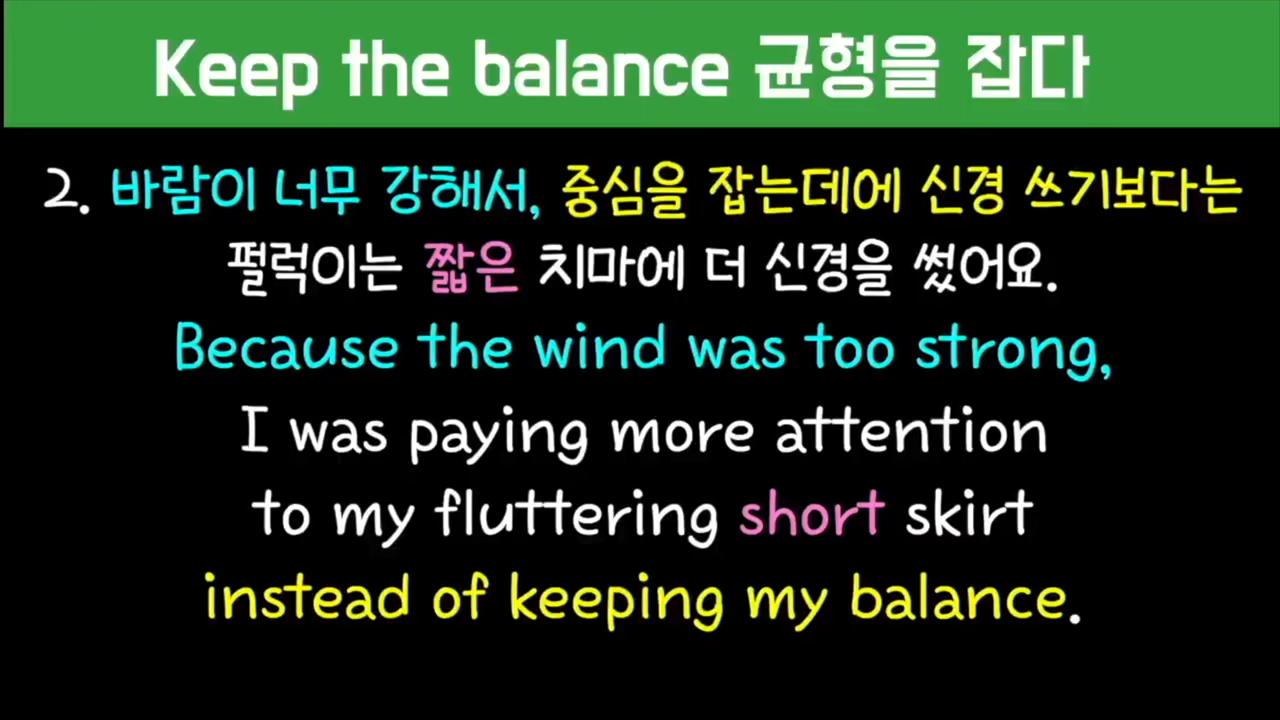 Keep the balance 균형을 잡다
2. 바람이 너무 강해서, 중심을 잡는데에 신경 쓰기보다는
펄럭이는 짧은 치마에 더 신경을 썼어요.
Because the wind was too strong,
I was paying more attention
to my fluttering short skirt
instead of keeping my balance.